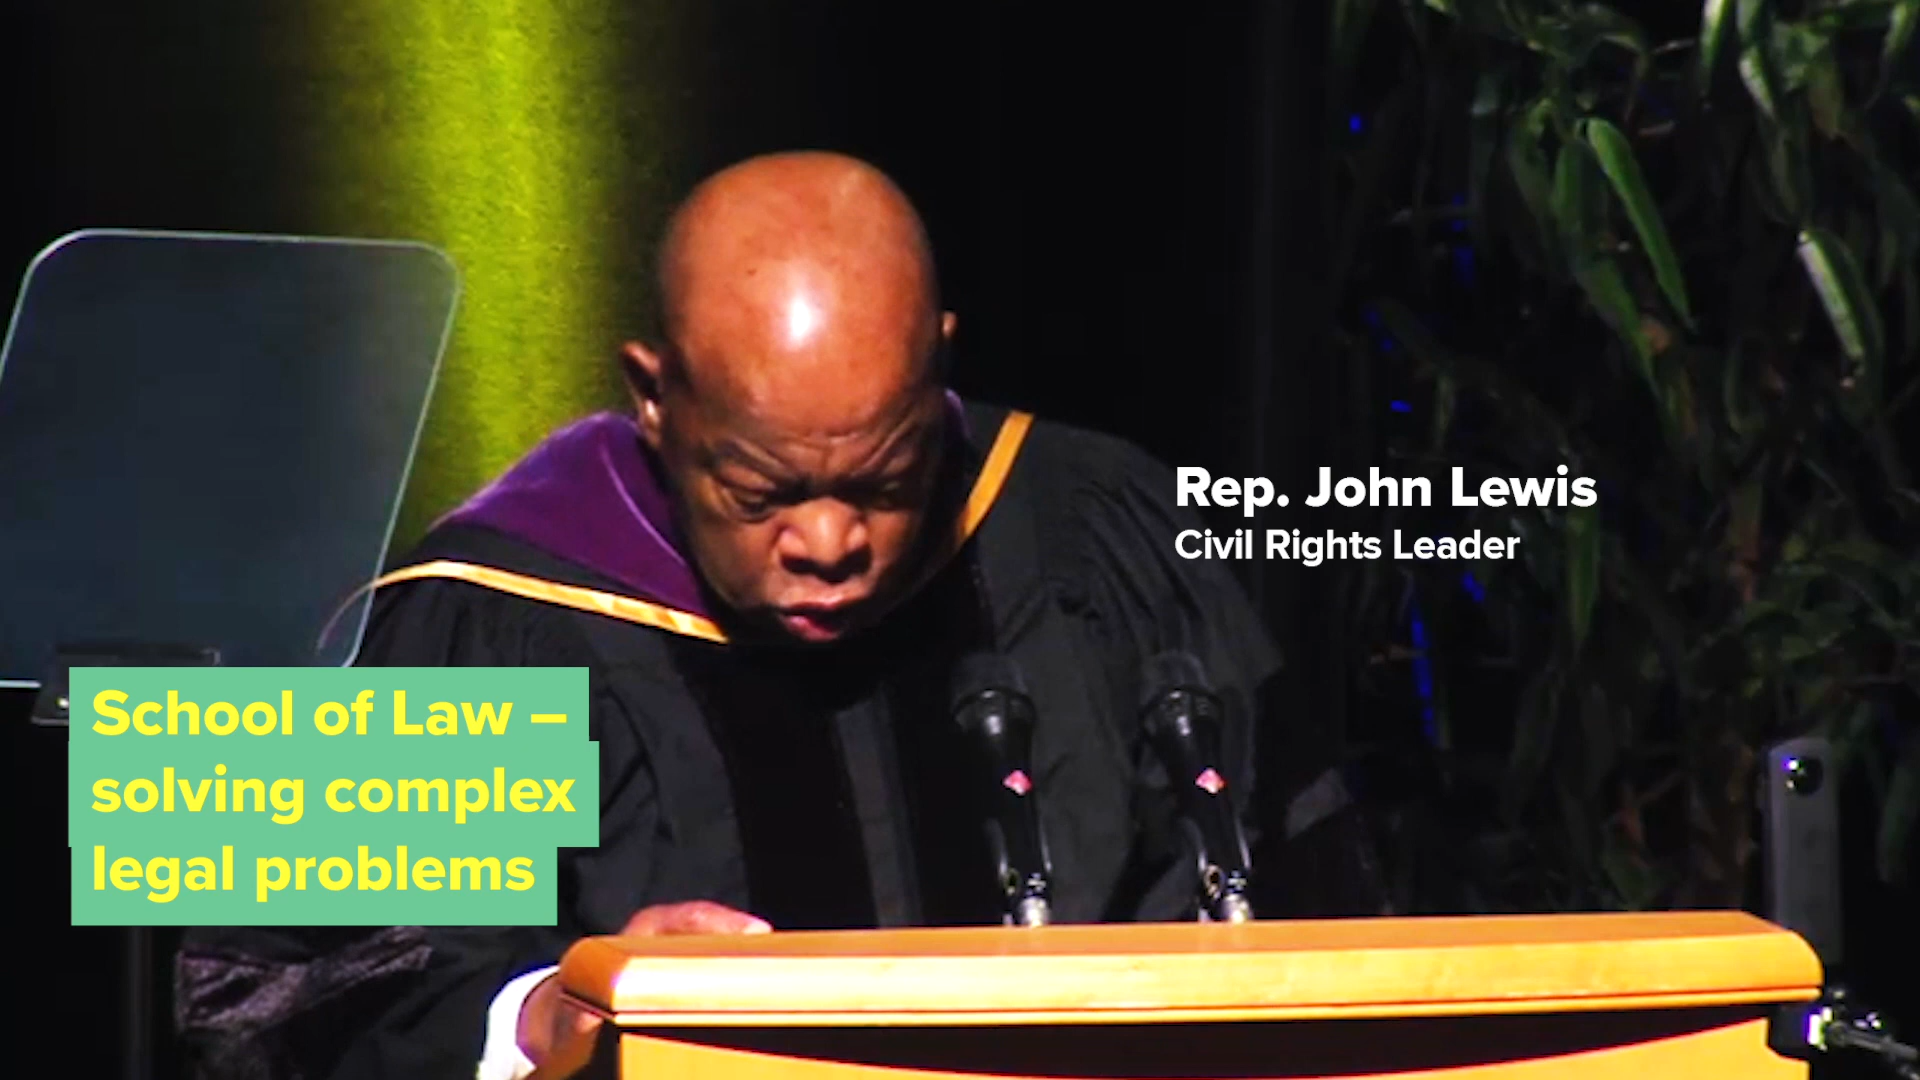 Rep. John Lewis
Civil Rights Leader
School of Law –
solving complex
legal problems